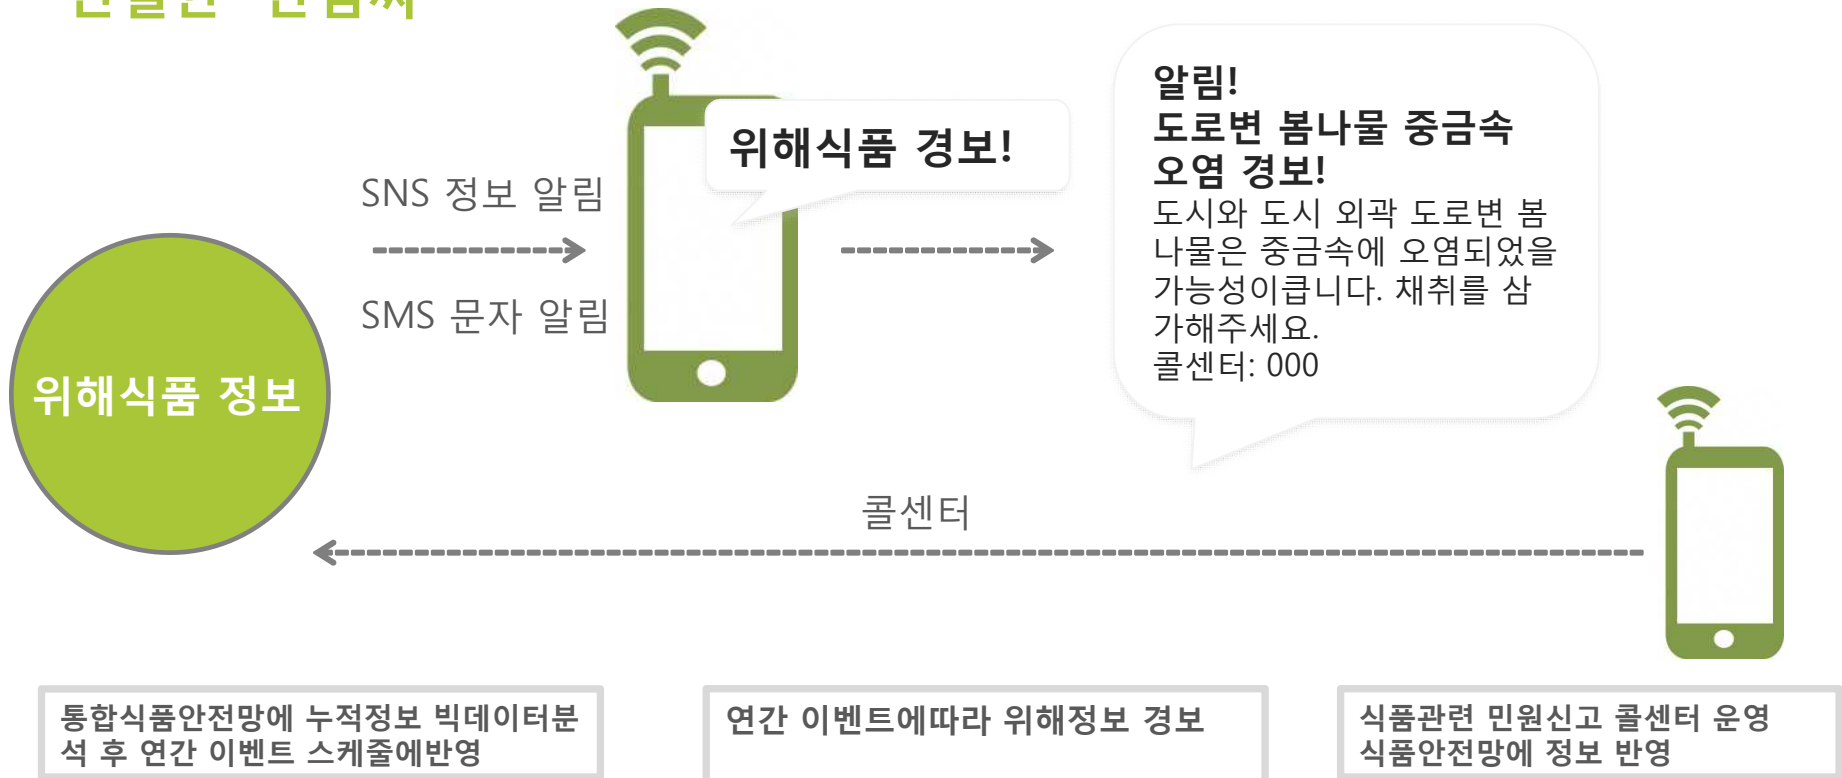 위해식품 경보!
알림!
도로변 봄나물 중금속
오염 경보!
도시와 도시 외곽 도로변 봄
나물은 중금속에 오염되었을
가능성이큽니다. 채취를 삼
가해주세요.
콜센터: 000
SNS 정보 알림
SMS 문자 알림
위해식품 정보
콜센터
통합식품안전망에 누적정보 빅데이터분
석 후 연간 이벤트 스케줄에반영
연간 이벤트에따라 위해정보 경보
식품관련 민원신고 콜센터 운영
식품안전망에 정보 반영